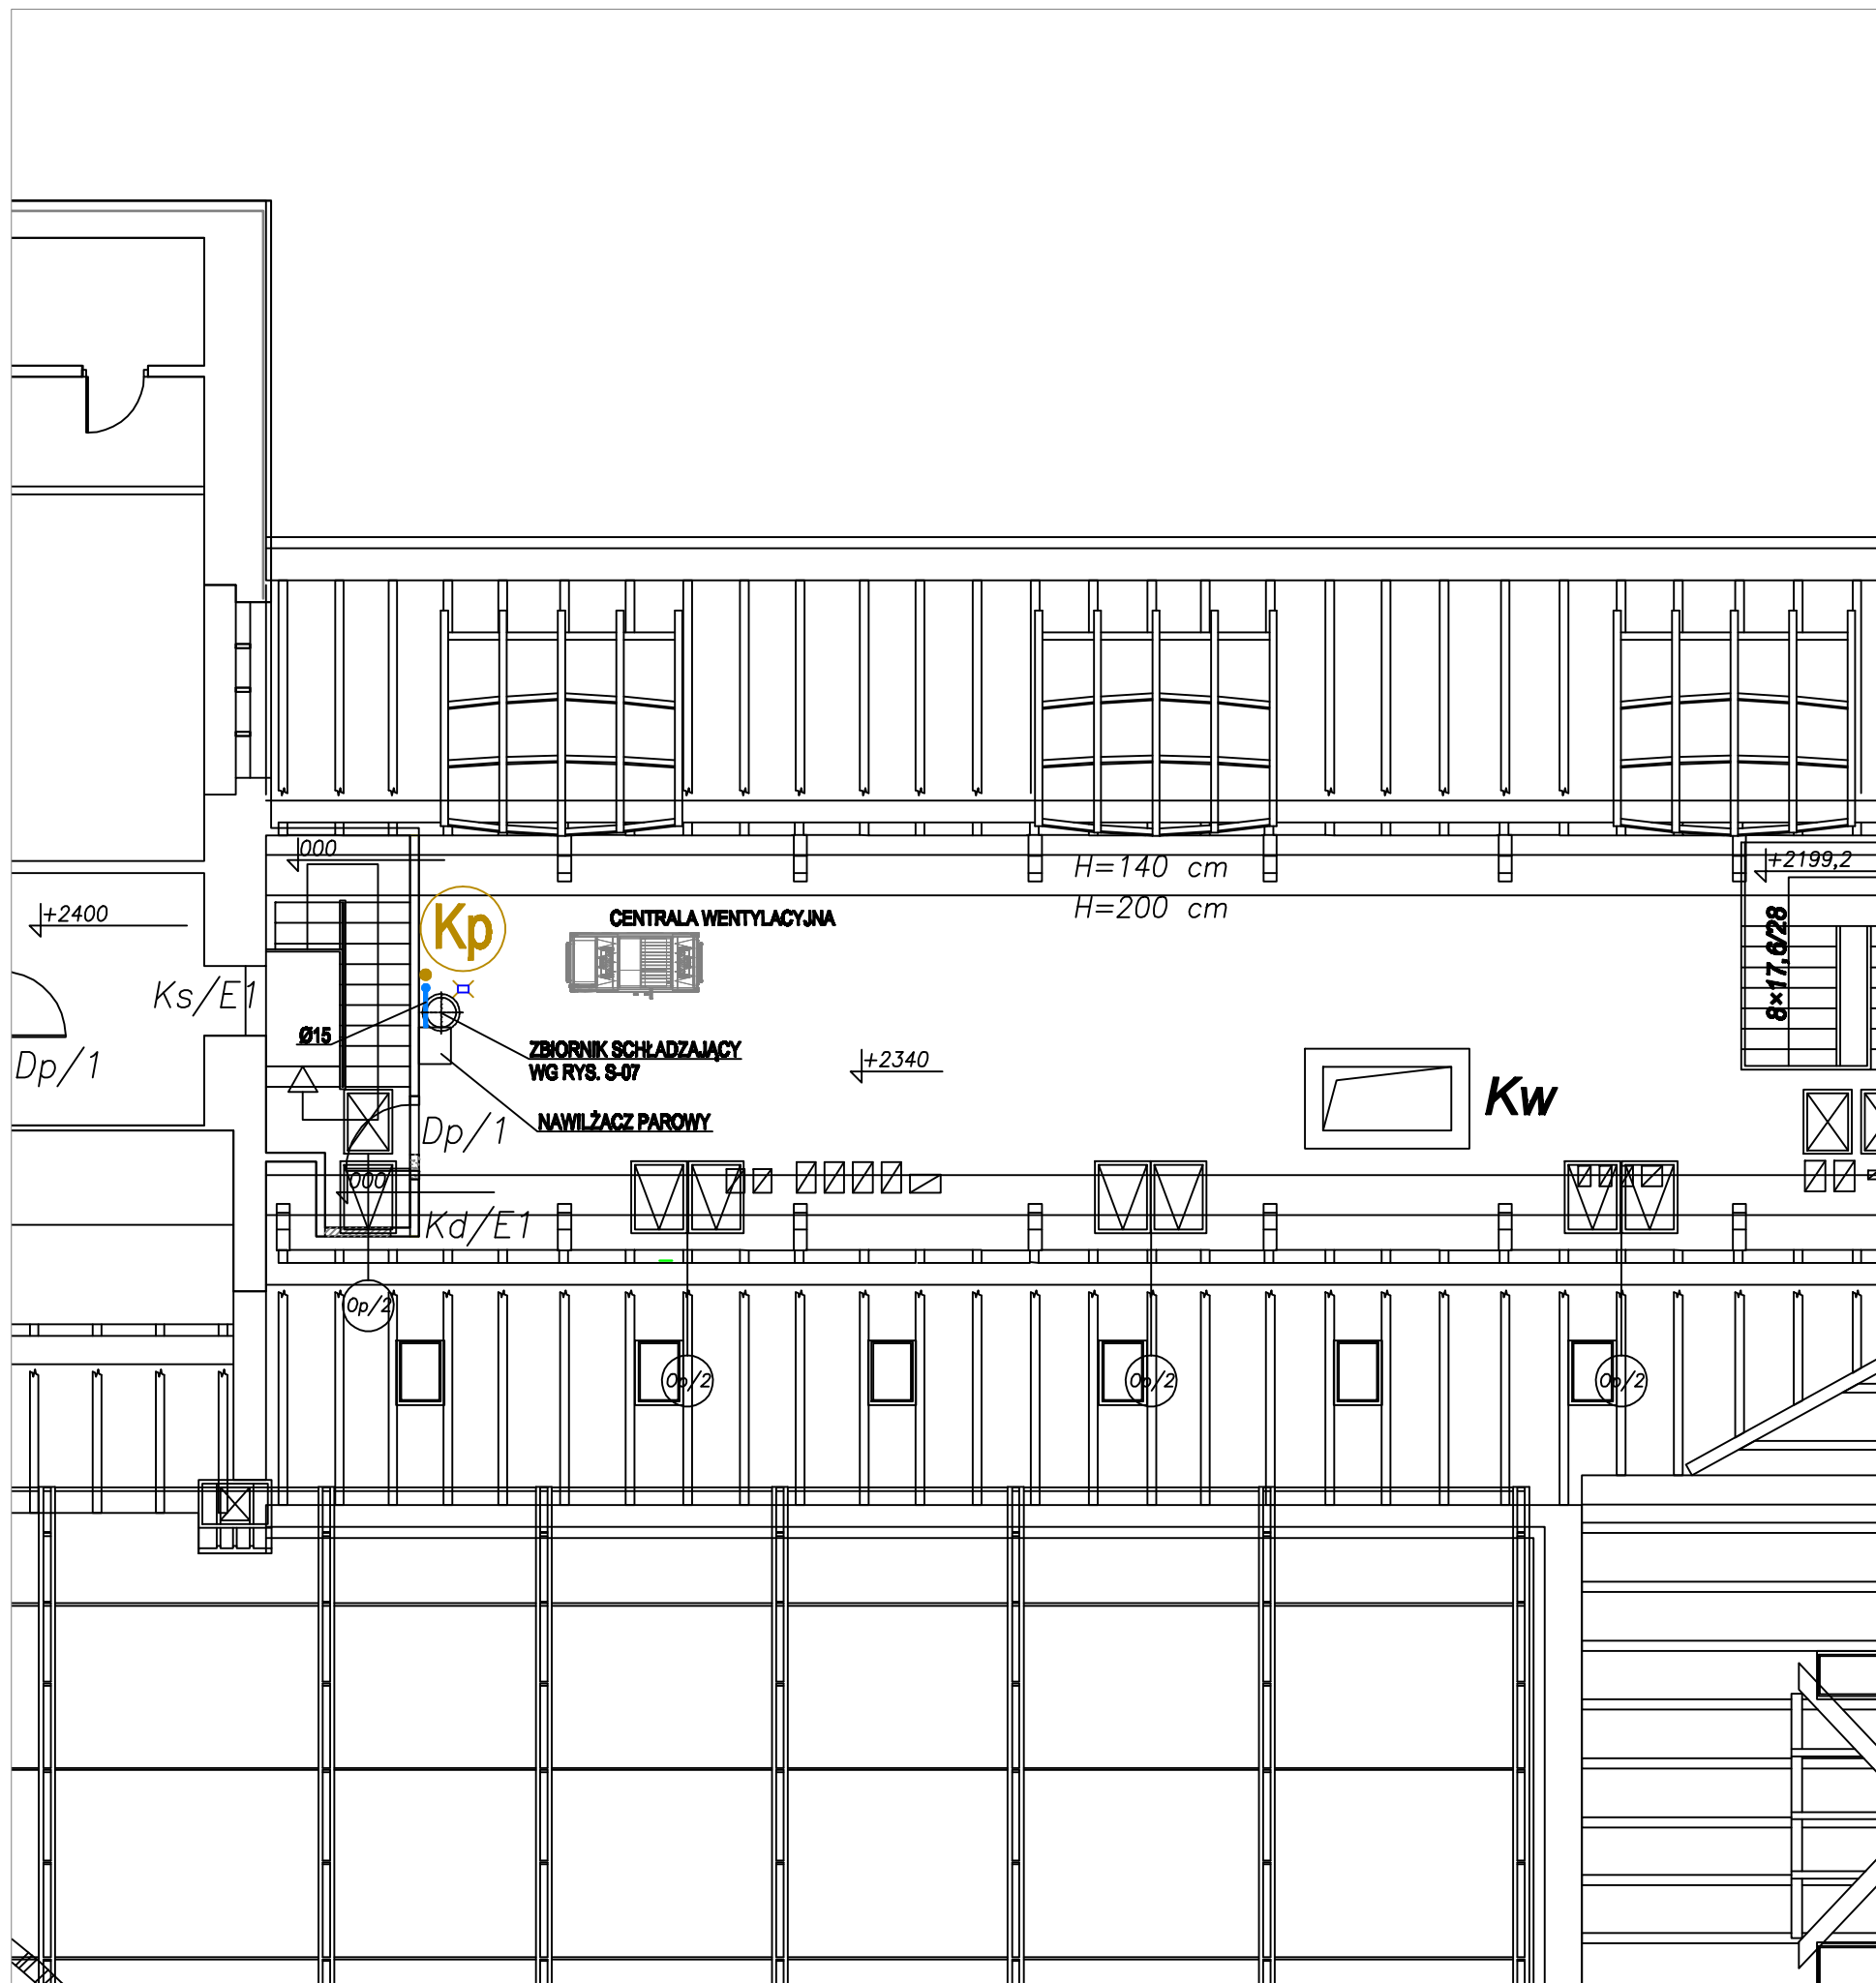 000
H=140 cm
+2199,2
+2400
Kp
CENTRALA WENTYLACYJNA
H=200 cm
8×17,6/28
Ks/E1
Ø15
ZBIORNIK SCHŁADZAJĄCY
WG RYS. S-07
+2340
Dp/1
Kw
NAWILŻACZ PAROWY
Dp/1
000
Kd/E1
Op/2
Op/2
Op/2
Op/2